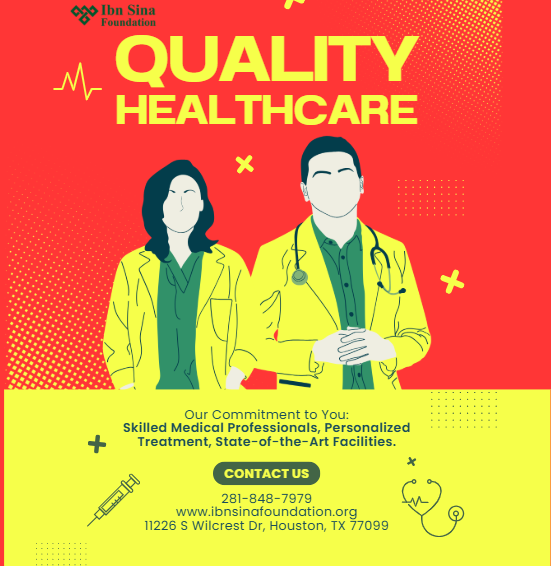 Ibn Sina
Foundation
QUALITY
HEALTHCARE
Our Commitment to You:
Skilled Medical Professionals, Personalized
Treatment, State-of-the-Art Facilities.
CONTACT US
281-848-7979
www.ibnsinafoundation.org
11226 S Wilcrest Dr, Houston, TX 77099